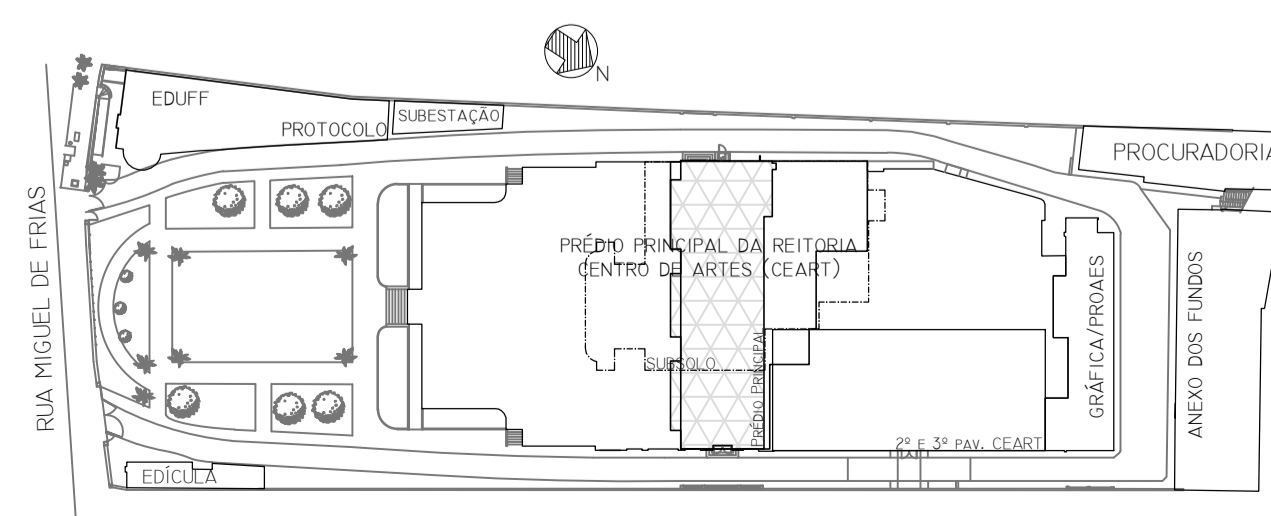 N
EDUFF
PROTOCOLO
SUBESTAÇÃO
PROCURADORIA
RUA MIGUEL DE FRIAS
PRÉDIO PRINCIPAL DA REITORIA
CENTRO DE ARTES (CEART)
SUBSOLO
PRÉDIO PRINCIPAL
GRÁFICA/PROAES
ANEXO DOS FUNDOS
2º E 3º PAV. CEART
EDÍCULA